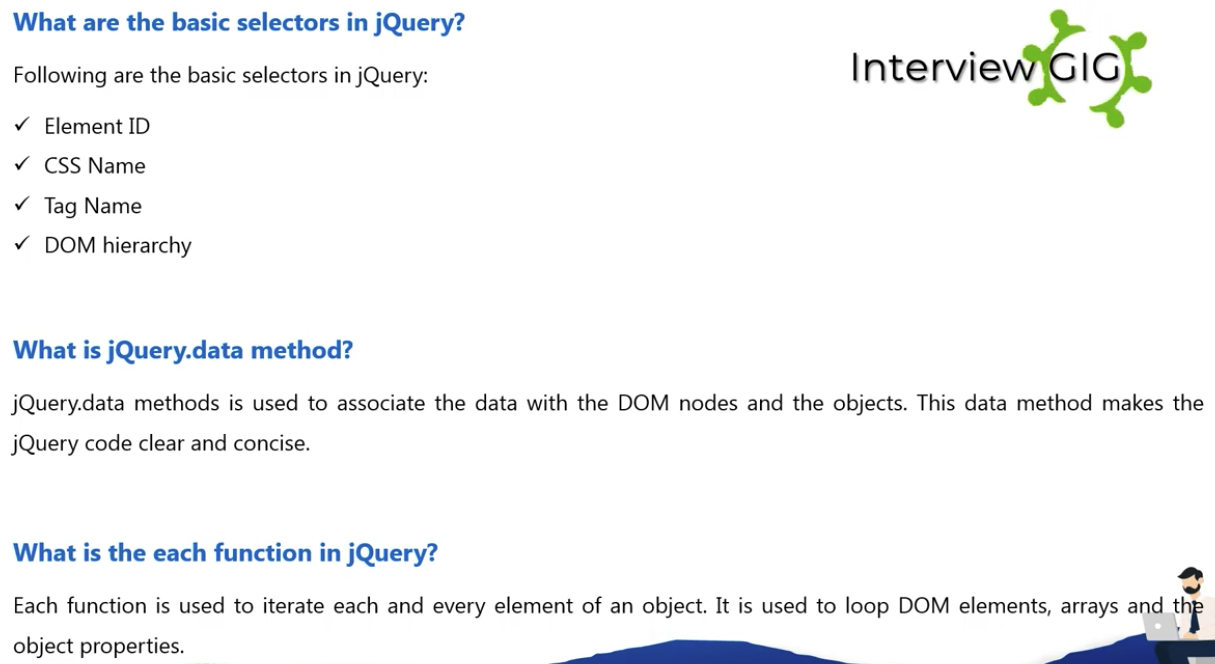 What are the basic selectors in jQuery?
Interview GIG
Following are the basic selectors in jQuery:
✓ Element ID
✓ CSS Name
✓ Tag Name
✓ DOM hierarchy
What is jQuery.data method?
jQuery.data methods is used to associate the data with the DOM nodes and the objects. This data method makes the
jQuery code clear and concise.
What is the each function in jQuery?
Each function is used to iterate each and every element of an object. It is used to loop DOM elements, arrays and the
object properties.